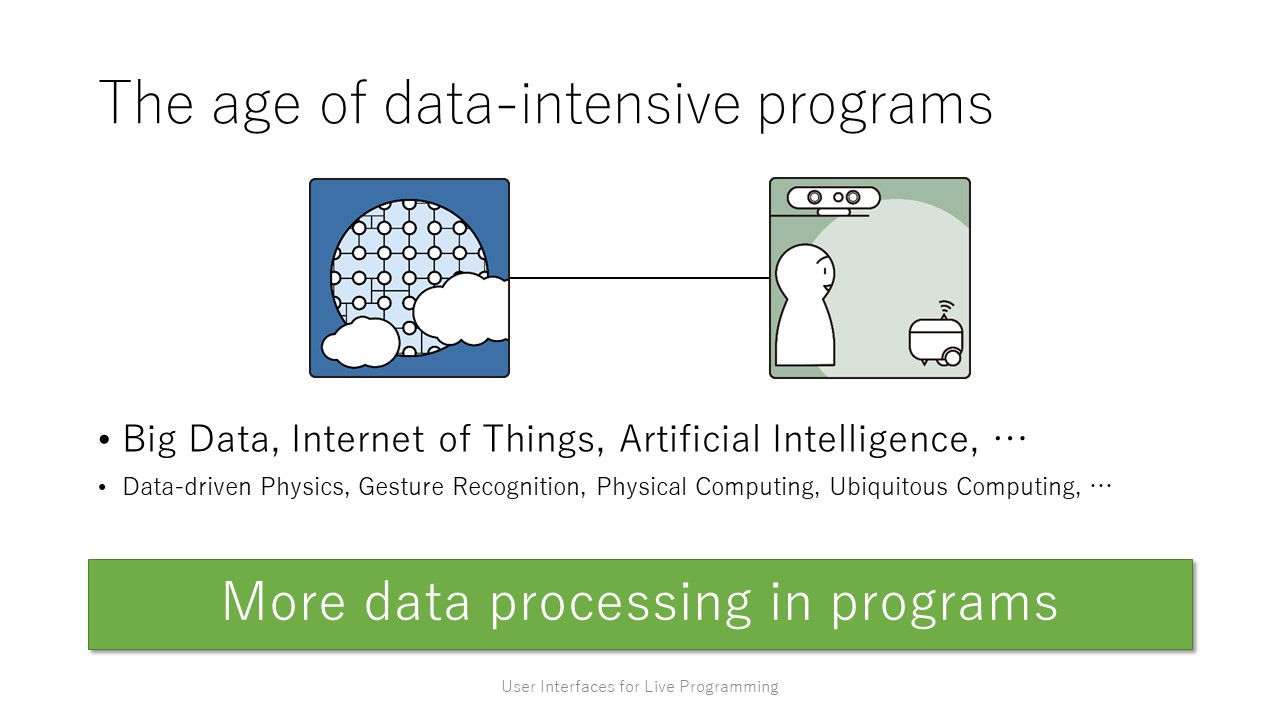 The age of data-intensive programs
• Big Data, Internet of Things, Artificial Intelligence, …
• Data-driven Physics, Gesture Recognition, Physical Computing, Ubiquitous Computing, …
More data processing in programs
User Interfaces for Live Programming